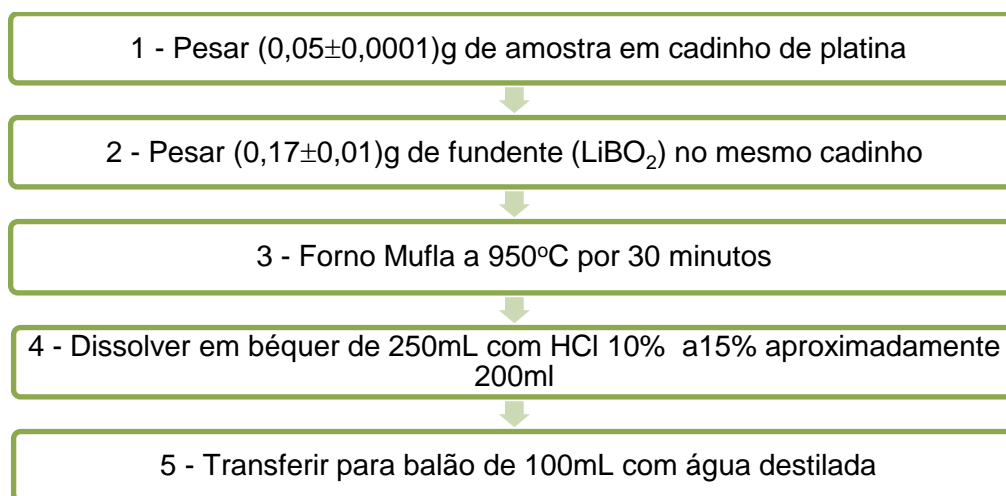 1 - Pesar (0,05±0,0001)g de amostra em cadinho de platina
2 - Pesar (0,17±0,01)g de fundente (LiBO₂) no mesmo cadinho
3 - Forno Mufla a 950ºC por 30 minutos
4 - Dissolver em béquer de 250mL com HCl 10%  a15% aproximadamente
200ml
5 - Transferir para balão de 100mL com água destilada